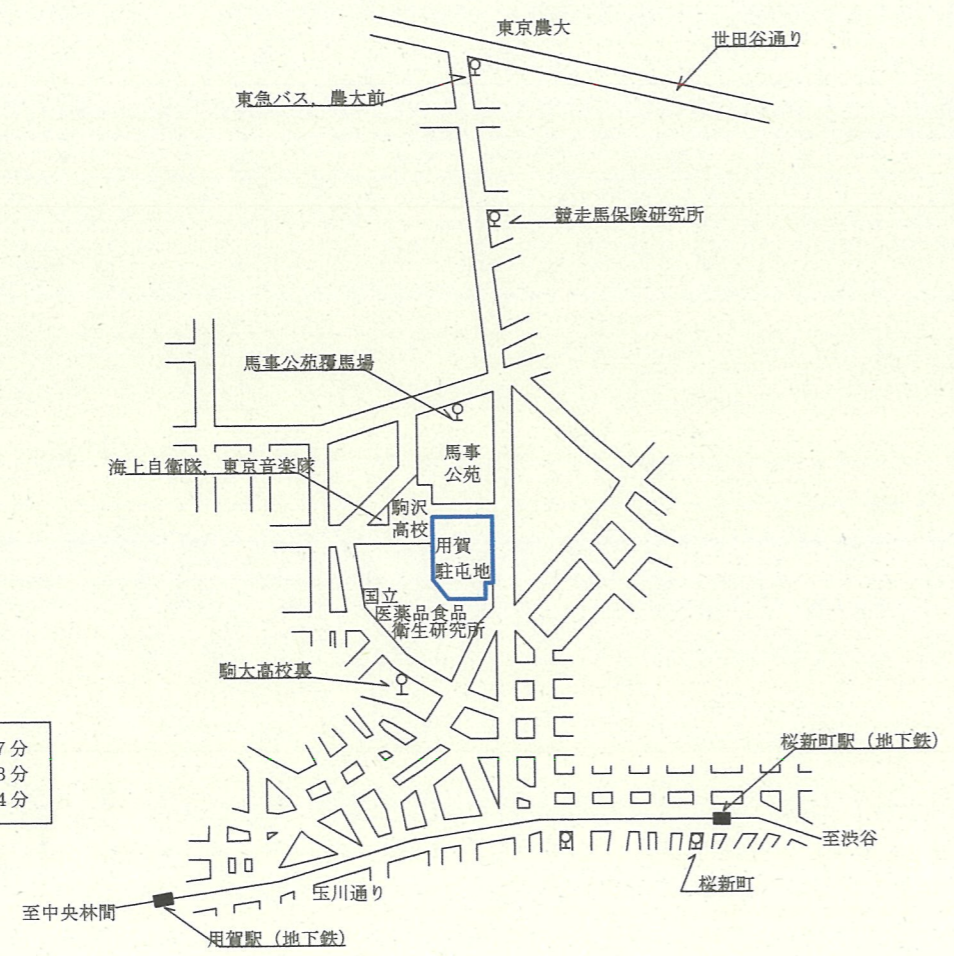 東京農大
世田谷通り
東急バス，農大前
競走馬保険研究所
馬事公苑覆馬場
馬事
公苑
海上自衛隊，東京音楽隊
駒沢
高校
用賀
駐屯地
国立
医薬品食品
衛生研究所
駒大高校裏
7分
3分
4分
桜新町駅（地下鉄）
至渋谷
桜新町
玉川通り
至中央林間
用賀駅（地下鉄）